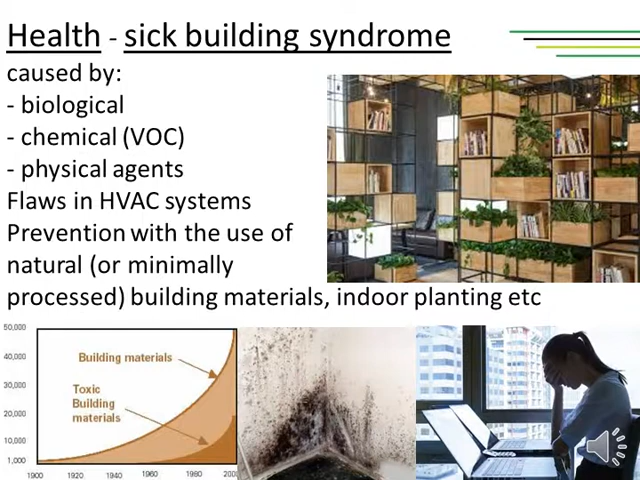 Health - sick building syndrome
caused by:
- biological
- chemical (VOC)
- physical agents
Flaws in HVAC systems
Prevention with the use of
natural (or minimally
processed) building materials, indoor planting etc
50,000
40,000
30,000
20,000
10,000
1,000
Building materials
Toxic
Building
materials
1900 1920 1940 1960 1980 200